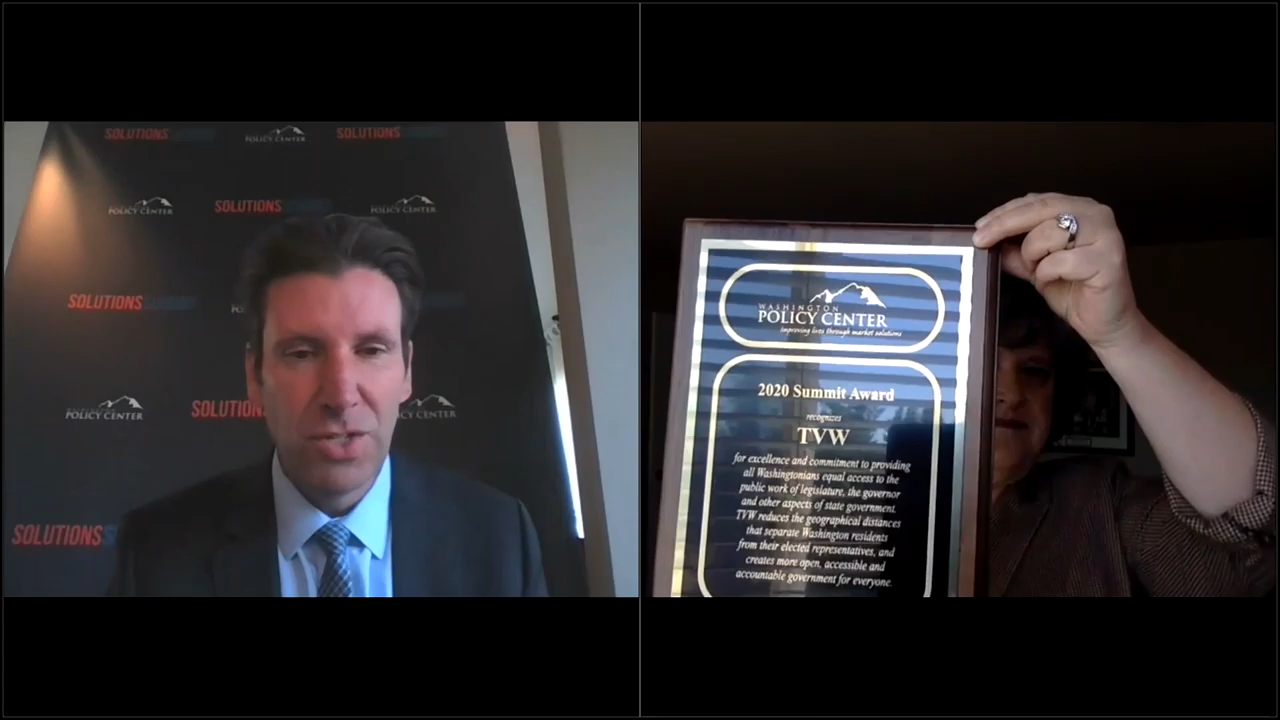 SOLUTIONS
POLICY CENTER
SOLUTIONS
POLICY CENTER
SOLUTIONS
POLICY CENTER
SOLUTIONS
POLICY CENTER
SOLUTIONS
WASHINGTON
POLICY CENTER
improving lives through market solutions
2020 Summit Award
recognizes
TVW
for excellence and commitment to providing
all Washingtonians equal access to the
public work of legislature, the governor
and other aspects of state government.
TVW reduces the geographical distances
that separate Washington residents
from their elected representatives, and
creates more open, accessible and
accountable government for everyone.